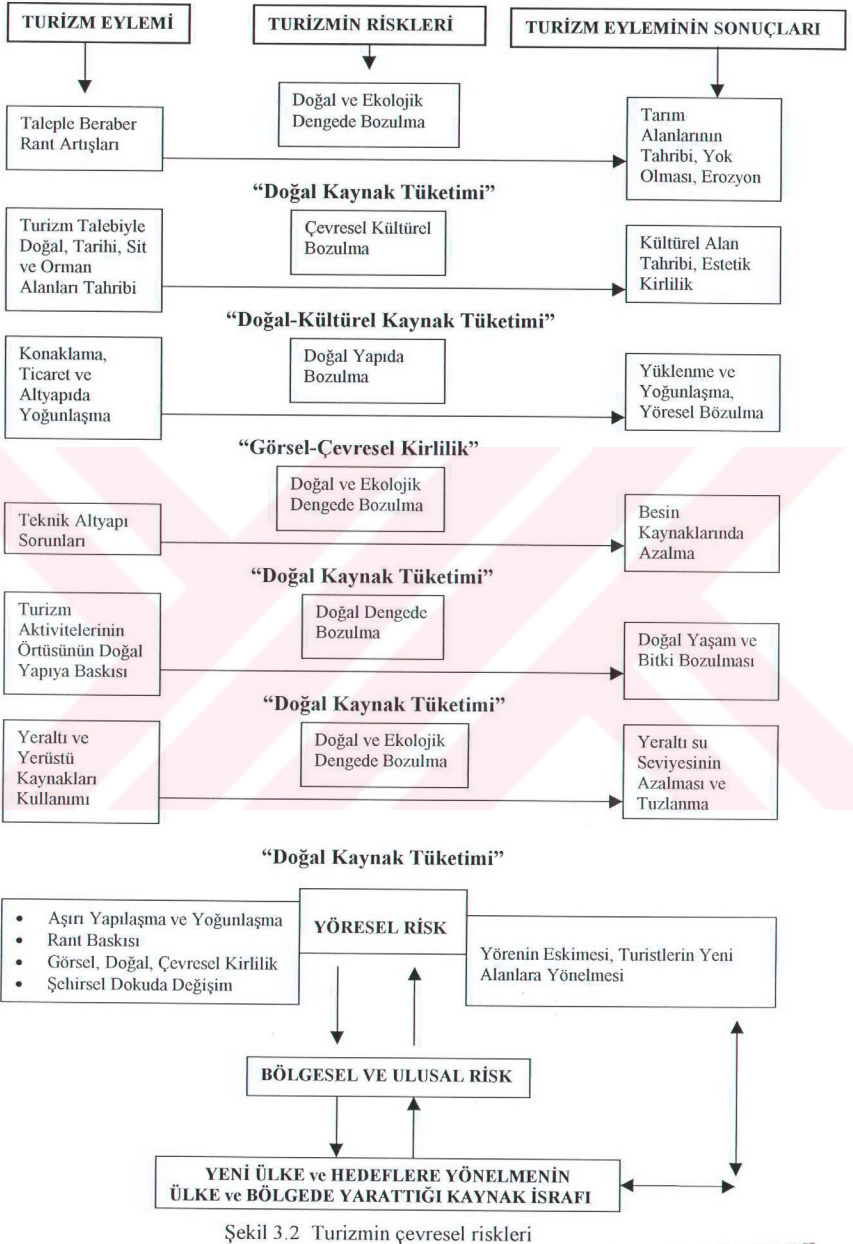 TURİZM EYLEMİ
TURİZMİN RİSKLERİ
TURİZM EYLEMİNİN SONUÇLARI
Taleple Beraber
Rant Artışları
Doğal ve Ekolojik
Dengede Bozulma
Tarım
Alanlarının
Tahribi, Yok
Olması, Erozyon
“Doğal Kaynak Tüketimi”
Turizm Talebiyle
Doğal, Tarihi, Sit
ve Orman
Alanları Tahribi
Çevresel Kültürel
Bozulma
Kültürel Alan
Tahribi, Estetik
Kirlilik
“Doğal-Kültürel Kaynak Tüketimi”
Konaklama,
Ticaret ve
Altyapıda
Yoğunlaşma
Doğal Yapıda
Bozulma
Yüklenme ve
Yoğunlaşma,
Yöresel Bözulma
“Görsel-Çevresel Kirlilik”
Teknik Altyapı
Sorunları
Doğal ve Ekolojik
Dengede Bozulma
Besin
Kaynaklarında
Azalma
“Doğal Kaynak Tüketimi”
Turizm
Aktivitelerinin
Örtüsünün Doğal
Yapıya Baskısı
Doğal Dengede
Bozulma
Doğal Yaşam ve
Bitki Bozulması
“Doğal Kaynak Tüketimi”
Yeraltı ve
Yerüstü
Kaynakları
Kullanımı
Doğal ve Ekolojik
Dengede Bozulma
Yeraltı su
Seviyesinin
Azalması ve
Tuzlanma
“Doğal Kaynak Tüketimi”
• Aşırı Yapılaşma ve Yoğunlaşma
• Rant Baskısı
• Görsel, Doğal, Çevresel Kirlilik
• Şehirsel Dokuda Değişim
YÖRESEL RİSK
Yörenin Eskimesi, Turistlerin Yeni
Alanlara Yönelmesi
BÖLGESEL VE ULUSAL RİSK
YENİ ÜLKE ve HEDEFLERE YÖNELMENİN
ÜLKE ve BÖLGEDE YARATTIĞI KAYNAK İSRAFI
Şekil 3.2 Turizmin çevresel riskleri